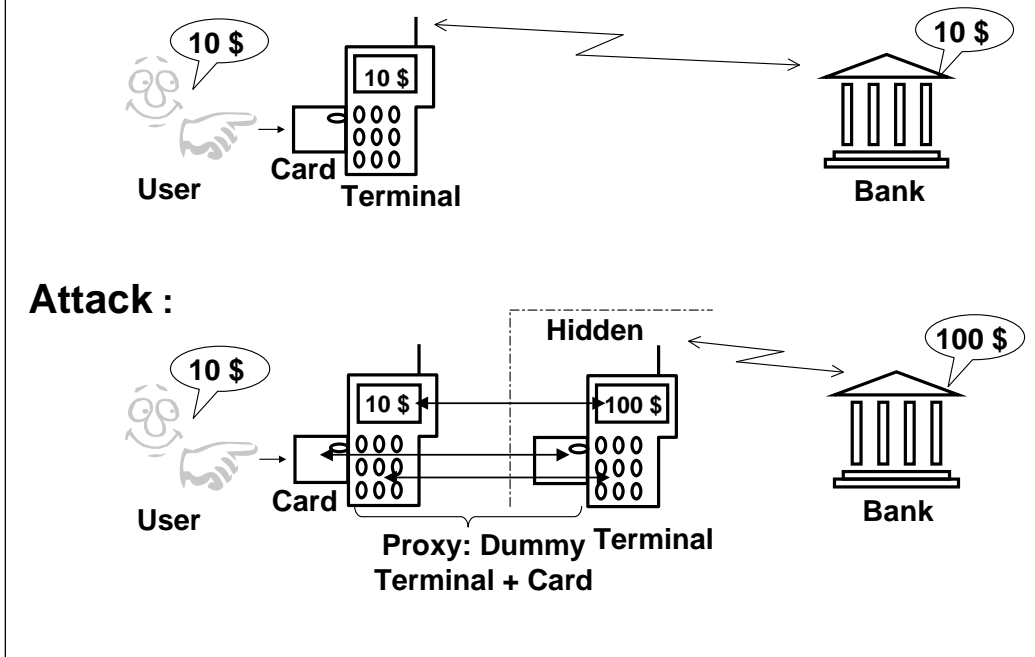 10 $
10 $
10 $
Card
User
Terminal
Bank
Attack :
Hidden
10 $
10 $
100 $
100 $
Card
User
Bank
Proxy: Dummy
Terminal + Card
Terminal